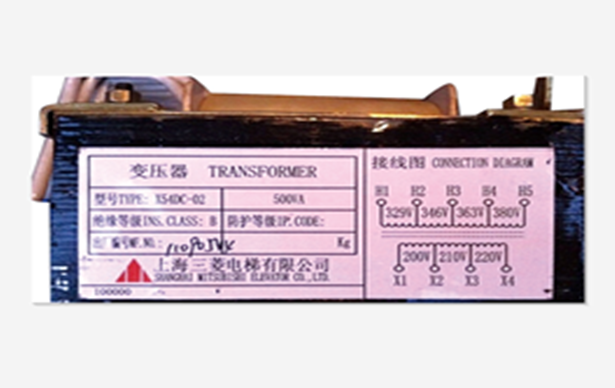 变压器 TRANSFORMER
型号TYPE: X54DC-02 500VA
绝缘等级INS.CLASS: B 防护等级IP.CODE:
出厂编号MF.NO.: Kg
上海三菱电梯有限公司
SHANGHAI MITSUBISHI ELEVATOR CO.,LTD.
100000
接线图 CONNECTION DIAGRAM
H1 H2 H3 H4 H5
329V 346V 363V 380V
200V 210V 220V
X1 X2 X3 X4